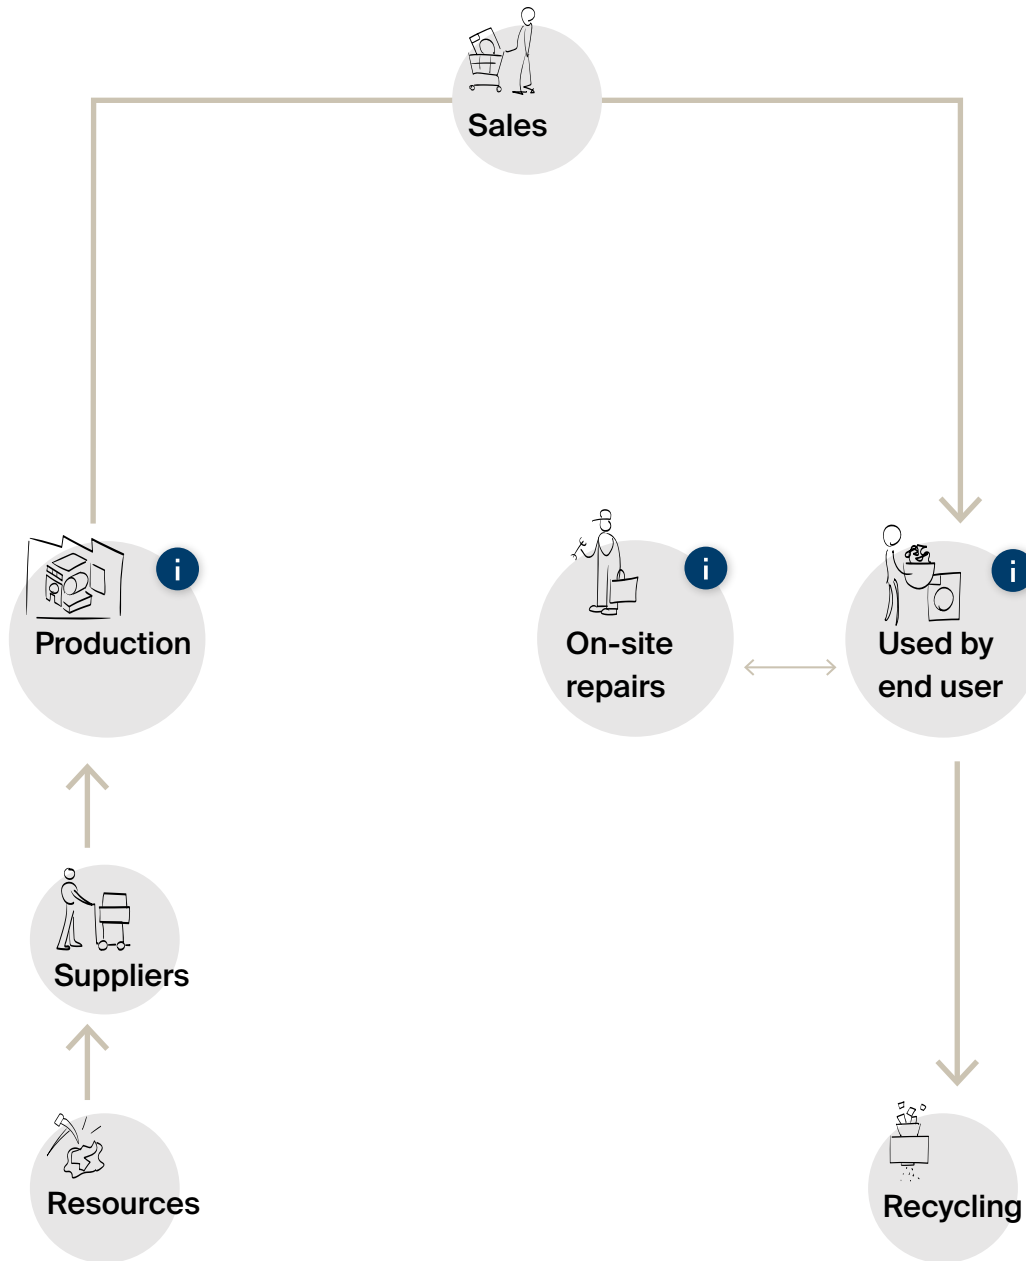 Sales
i
Production
i
On-site
repairs
i
Used by
end user
Suppliers
Resources
Recycling